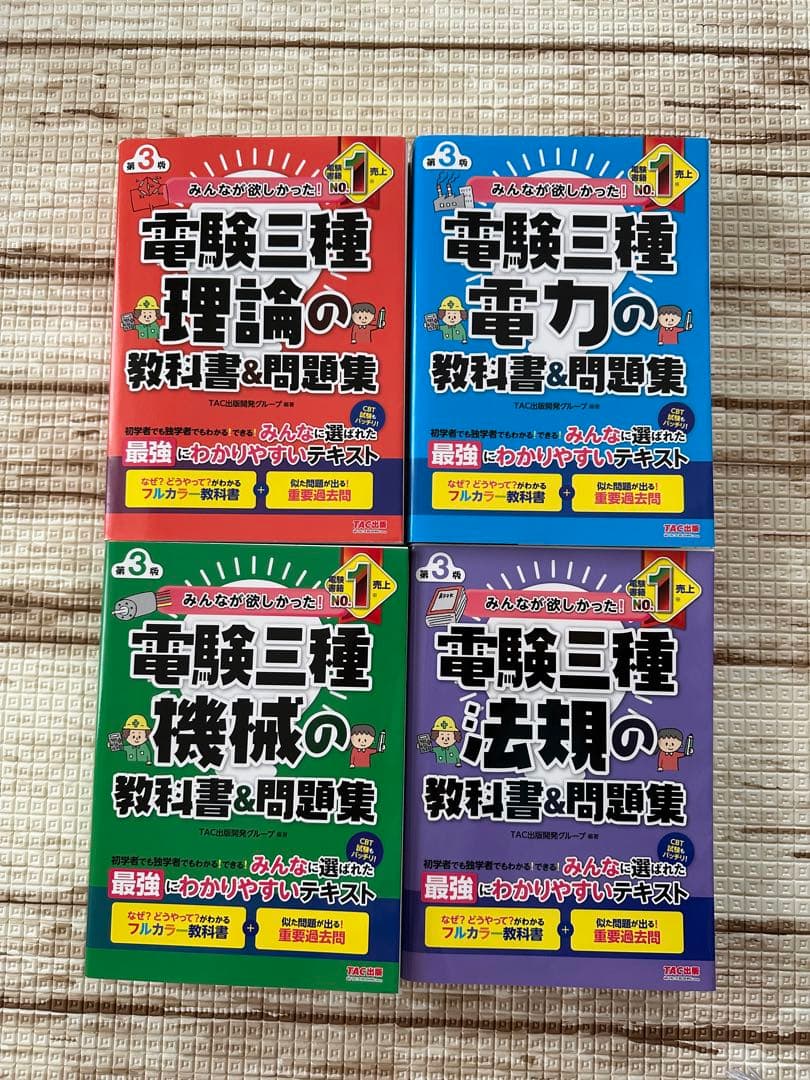 第3版
電験書籍 売上 NO.1※
みんなが欲しかった!
電験三種
理論の
教科書&問題集
TAC出版開発グループ 編著
CBT試験もバッチリ!
初学者でも独学者でもわかる!できる!みんなに選ばれた
最強にわかりやすいテキスト
なぜ?どうやって?がわかる
フルカラー教科書
+
似た問題が出る!
重要過去問
TAC出版
第3版
電験書籍 売上 NO.1※
みんなが欲しかった!
電験三種
電力の
教科書&問題集
TAC出版開発グループ 編著
CBT試験もバッチリ!
初学者でも独学者でもわかる!できる!みんなに選ばれた
最強にわかりやすいテキスト
なぜ?どうやって?がわかる
フルカラー教科書
+
似た問題が出る!
重要過去問
TAC出版
第3版
電験書籍 売上 NO.1※
みんなが欲しかった!
電験三種
機械の
教科書&問題集
TAC出版開発グループ 編著
CBT試験もバッチリ!
初学者でも独学者でもわかる!できる!みんなに選ばれた
最強にわかりやすいテキスト
なぜ?どうやって?がわかる
フルカラー教科書
+
似た問題が出る!
重要過去問
TAC出版
第3版
電験書籍 売上 NO.1※
みんなが欲しかった!
BOOK
電験三種
法規の
教科書&問題集
TAC出版開発グループ 編著
CBT試験もバッチリ!
初学者でも独学者でもわかる!できる!みんなに選ばれた
最強にわかりやすいテキスト
なぜ?どうやって?がわかる
フルカラー教科書
+
似た問題が出る!
重要過去問
TAC出版